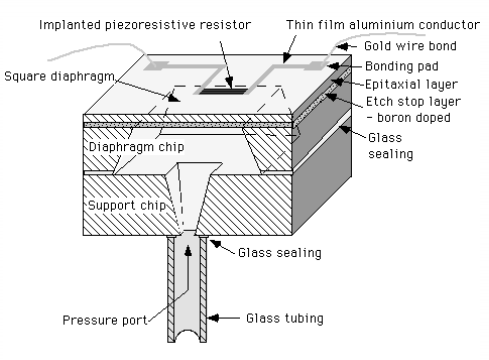 Implanted piezoresistive resistor
Thin film aluminium conductor
Gold wire bond
Bonding pad
Square diaphragm
Epitaxial layer
Etch stop layer
- boron doped
Glass
sealing
Diaphragm chip
Support chip
Glass sealing
Pressure port
Glass tubing